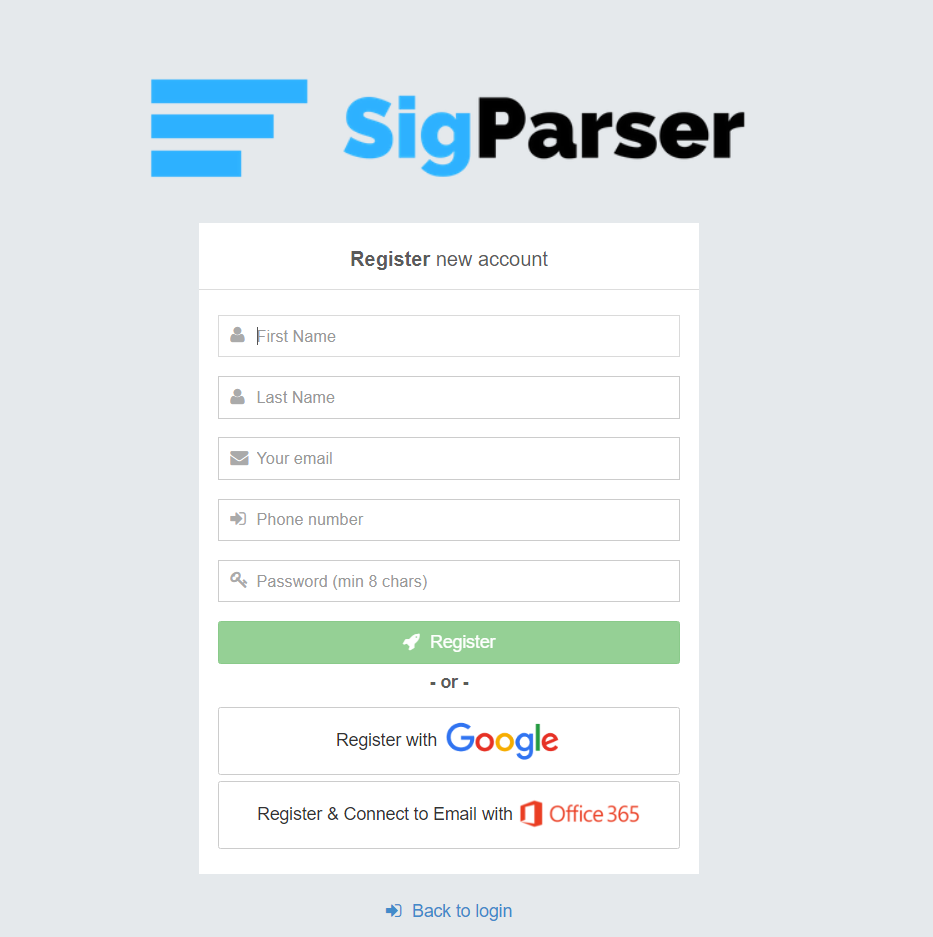 SigParser
Register new account
First Name
Last Name
Your email
Phone number
Password (min 8 chars)
Register
- or -
Register with Google
Register & Connect to Email with Office 365
Back to login